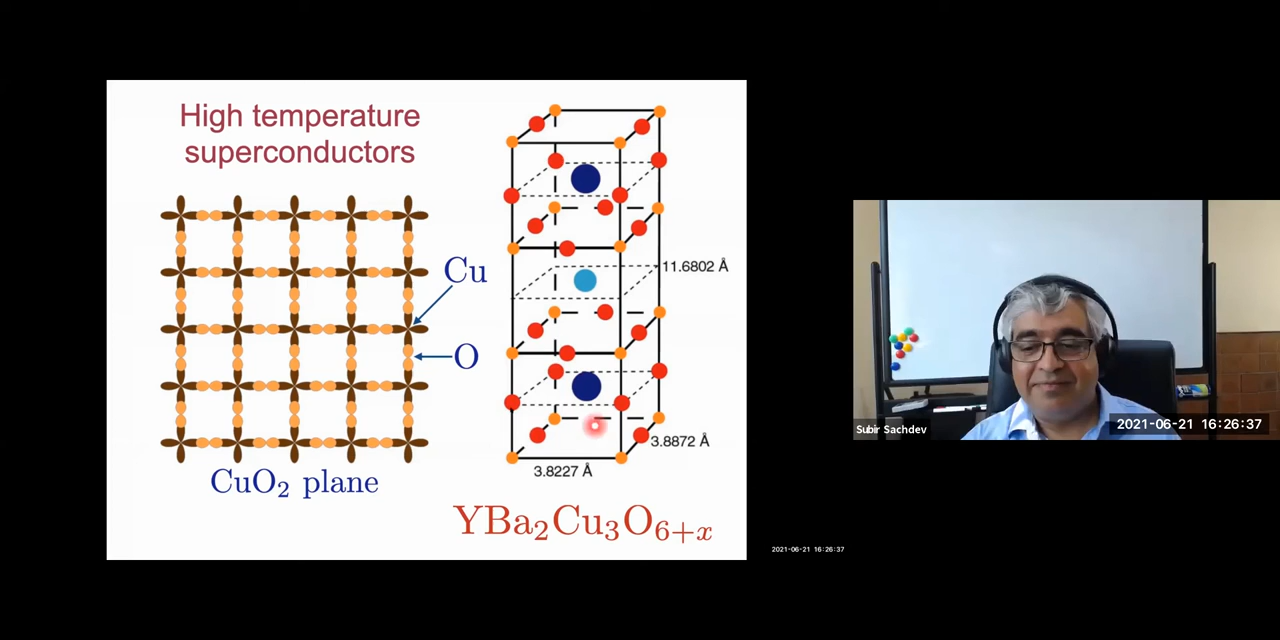 High temperature
superconductors
Cu
O
CuO₂ plane
11.6802 Å
3.8872 Å
3.8227 Å
YBa₂Cu₃O₆₊ₓ
Subir Sachdev
2021-06-21 16:26:37
2021-06-21 16:26:37